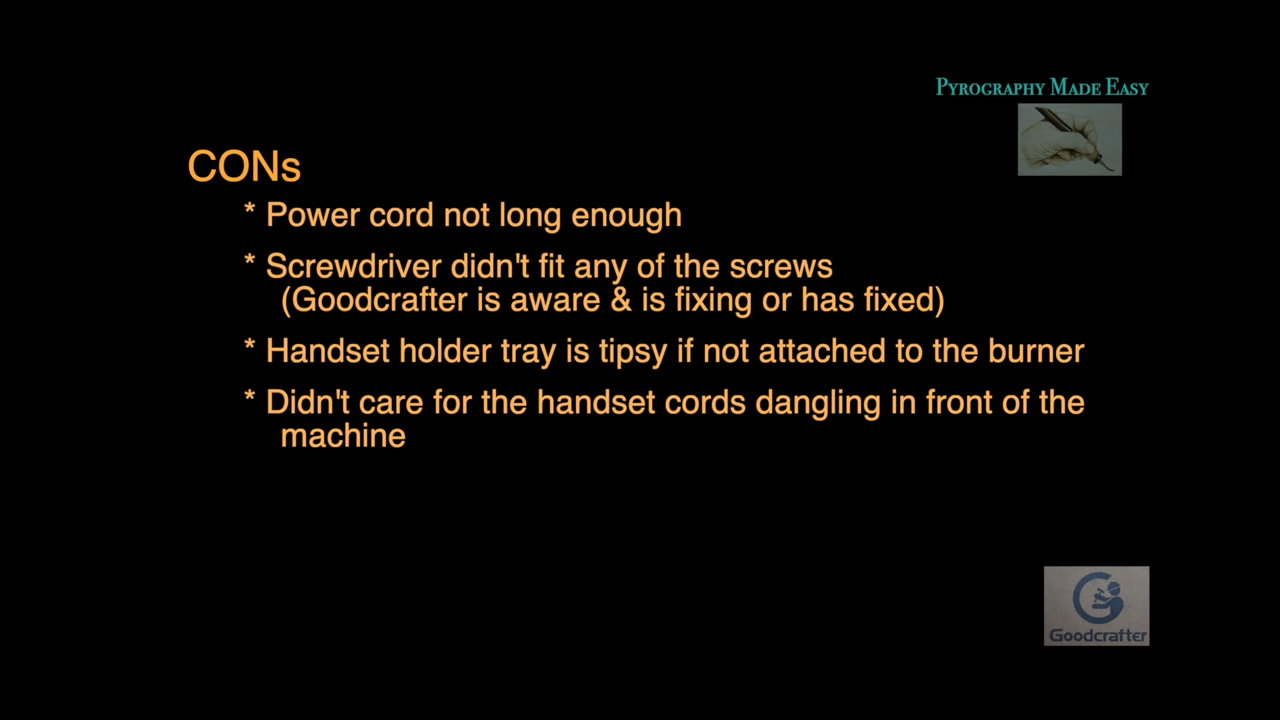 Pyrography Made Easy
CONs
* Power cord not long enough
* Screwdriver didn't fit any of the screws
(Goodcrafter is aware & is fixing or has fixed)
* Handset holder tray is tipsy if not attached to the burner
* Didn't care for the handset cords dangling in front of the
machine
Goodcrafter